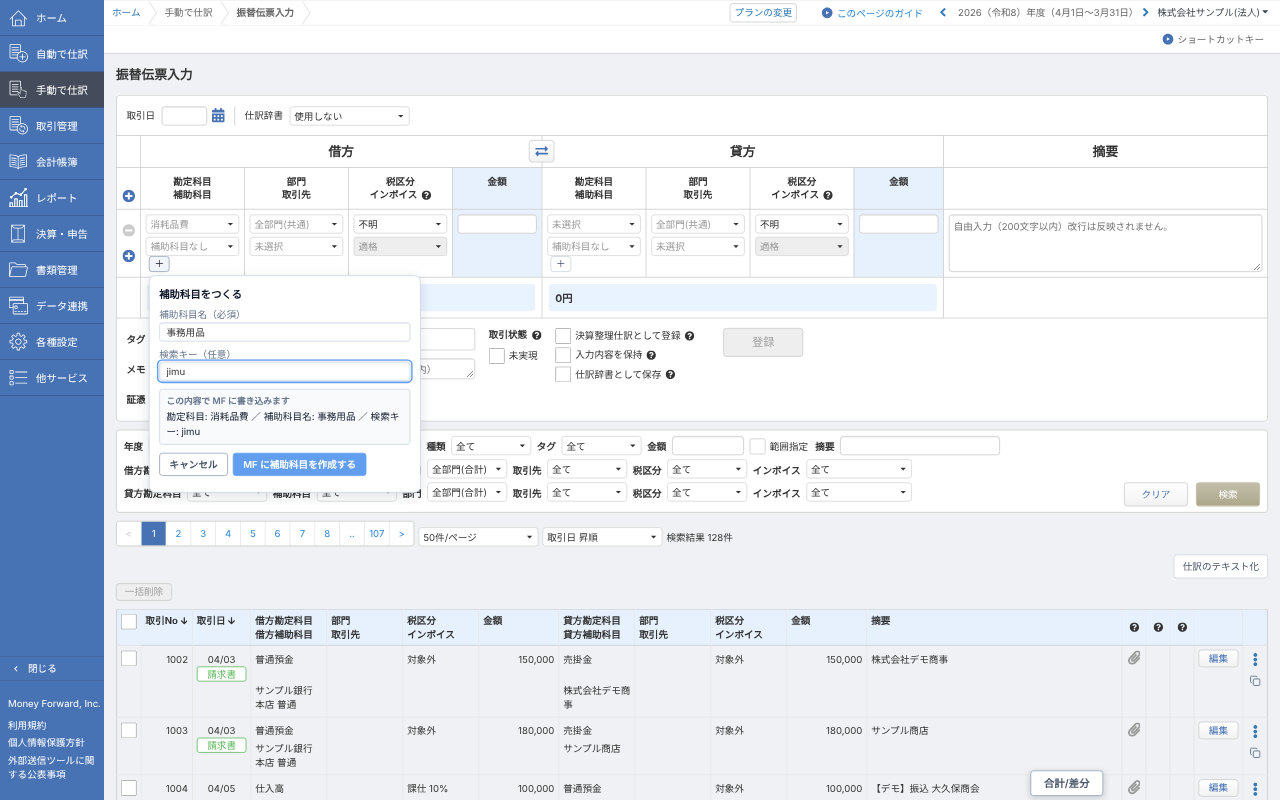 ホーム
自動で仕訳
手動で仕訳
取引管理
会計帳簿
レポート
決算・申告
書類管理
データ連携
各種設定
他サービス
閉じる
Money Forward, Inc.
利用規約
個人情報保護方針
外部送信ツールに関
する公表事項
ホーム 手動で仕訳 振替伝票入力
プランの変更 このページのガイド 2026（令和8）年度（4月1日〜3月31日） 株式会社サンプル(法人)
ショートカットキー
振替伝票入力
取引日 仕訳辞書 使用しない
借方 貸方 摘要
勘定科目 部門 税区分 金額 勘定科目 部門 税区分 金額
補助科目 取引先 インボイス 補助科目 取引先 インボイス
消耗品費 全部門(共通) 不明 未選択 全部門(共通) 不明 自由入力（200文字以内）改行は反映されません。
補助科目なし 未選択 適格 補助科目なし 未選択 適格
+ +
0円
補助科目をつくる
補助科目名（必須）
事務用品
検索キー（任意）
jimu
この内容で MF に書き込みます
勘定科目: 消耗品費 ／ 補助科目名: 事務用品 ／ 検索キ
ー: jimu
キャンセル MF に補助科目を作成する
タグ 取引状態 決算整理仕訳として登録 登録
未実現 入力内容を保持
メモ 内）
仕訳辞書として保存
証憑
年度 種類 全て タグ 全て 金額 範囲指定 摘要
全部門(合計) 取引先 全て 税区分 全て インボイス 全て
貸方勘定科目 全て 補助科目 全て 部門 全部門(合計) 取引先 全て 税区分 全て インボイス 全て
クリア 検索
< 1 2 3 4 5 6 7 8 .. 107 > 50件/ページ 取引日 昇順 検索結果 128件
仕訳のテキスト化
一括削除
取引No 取引日 借方勘定科目 部門 税区分 金額 貸方勘定科目 部門 税区分 金額 摘要
借方補助科目 取引先 インボイス 貸方補助科目 取引先 インボイス
1002 04/03 普通預金 対象外 150,000 売掛金 対象外 150,000 株式会社デモ商事 編集
請求書
サンプル銀行 株式会社デモ商
本店 普通 事
1003 04/03 普通預金 対象外 180,000 売掛金 対象外 180,000 サンプル商店 編集
請求書 サンプル銀行 サンプル商店
本店 普通
1004 04/05 仕入高 課仕 10% 100,000 普通預金 対象外 100,000 【デモ】振込 大久保商会 編集
合計/差分